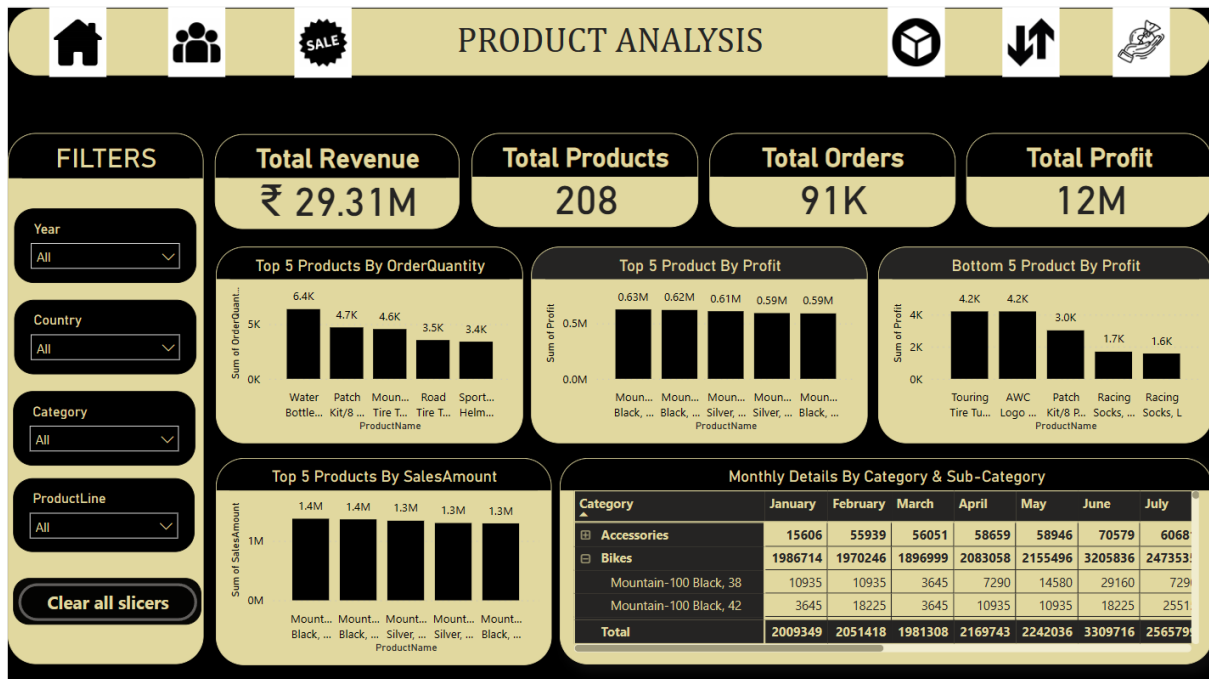 SALE
PRODUCT ANALYSIS
FILTERS
Year
All
Country
All
Category
All
ProductLine
All
Clear all slicers
Total Revenue
₹ 29.31M
Total Products
208
Total Orders
91K
Total Profit
12M
Top 5 Products By OrderQuantity
Sum of OrderQuant...
5K
0K
6.4K 4.7K 4.6K 3.5K 3.4K
Water Patch Moun... Road Sport...
Bottle... Kit/8 ... Tire T... Tire T... Helm...
ProductName
Top 5 Product By Profit
Sum of Profit
0.5M
0.0M
0.63M 0.62M 0.61M 0.59M 0.59M
Moun... Moun... Moun... Moun... Moun...
Black, ... Black, ... Silver, ... Silver, ... Black, ...
ProductName
Bottom 5 Product By Profit
Sum of Profit
4K
2K
0K
4.2K 4.2K 3.0K 1.7K 1.6K
Touring AWC Patch Racing Racing
Tire Tu... Logo ... Kit/8 P... Socks, ... Socks, L
ProductName
Top 5 Products By SalesAmount
Sum of SalesAmount
1M
0M
1.4M 1.4M 1.3M 1.3M 1.3M
Mount... Mount... Mount... Mount... Mount...
Black, ... Black, ... Silver, ... Silver, ... Black, ...
ProductName
Monthly Details By Category & Sub-Category
Category January February March April May June July
Accessories 15606 55939 56051 58659 58946 70579 6068
Bikes 1986714 1970246 1896999 2083058 2155496 3205836 247353
Mountain-100 Black, 38 10935 10935 3645 7290 14580 29160 729
Mountain-100 Black, 42 3645 18225 3645 10935 10935 18225 2551
Total 2009349 2051418 1981308 2169743 2242036 3309716 256579